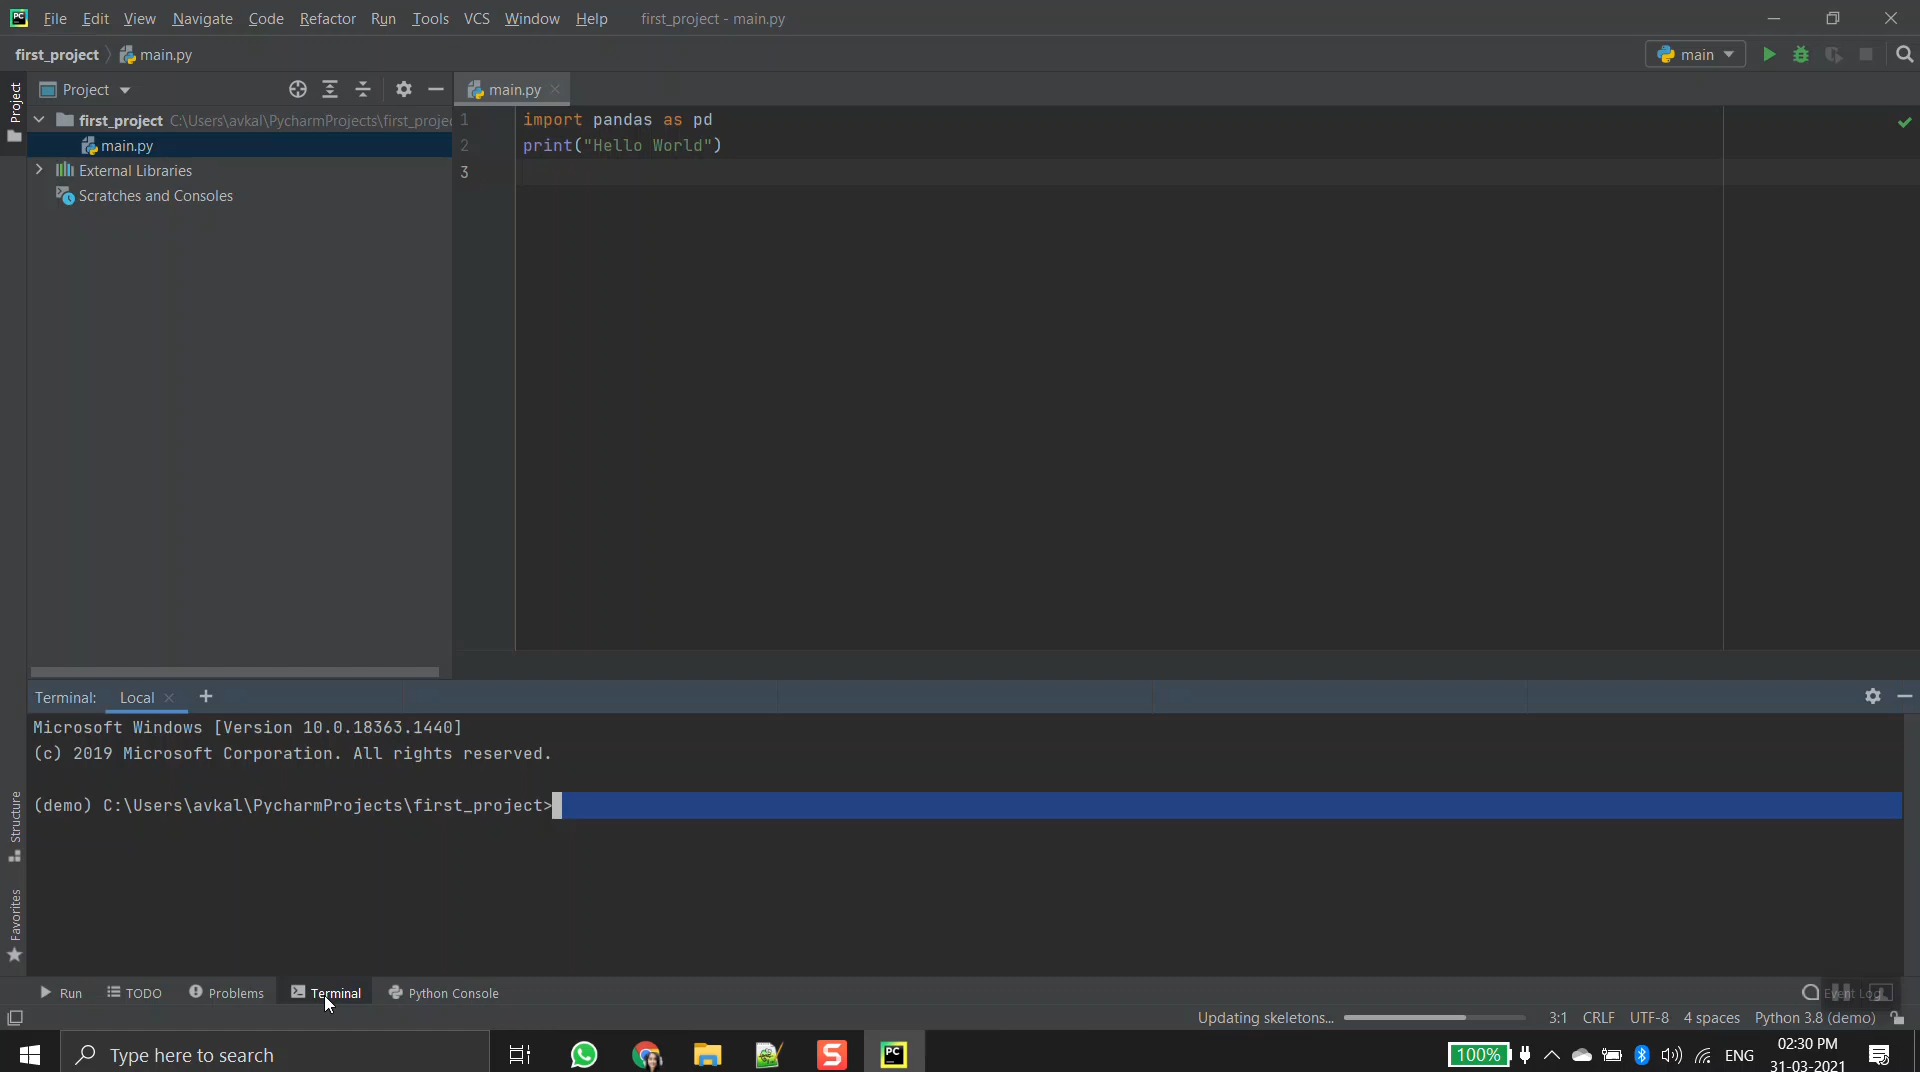 PC File Edit View Navigate Code Refactor Run Tools VCS Window Help first_project - main.py
first_project main.py main
Project
Project
main.py
first_project C:\Users\avkal\PycharmProjects\first_proje
main.py
External Libraries
Scratches and Consoles
1 import pandas as pd
2 print("Hello World")
3
Terminal: Local
Microsoft Windows [Version 10.0.18363.1440]
(c) 2019 Microsoft Corporation. All rights reserved.
(demo) C:\Users\avkal\PycharmProjects\first_project>
Structure
Favorites
Run TODO Problems Terminal Python Console Event Log
Updating skeletons... 3:1 CRLF UTF-8 4 spaces Python 3.8 (demo)
Type here to search
S
PC
100%
ENG
02:30 PM
31-03-2021